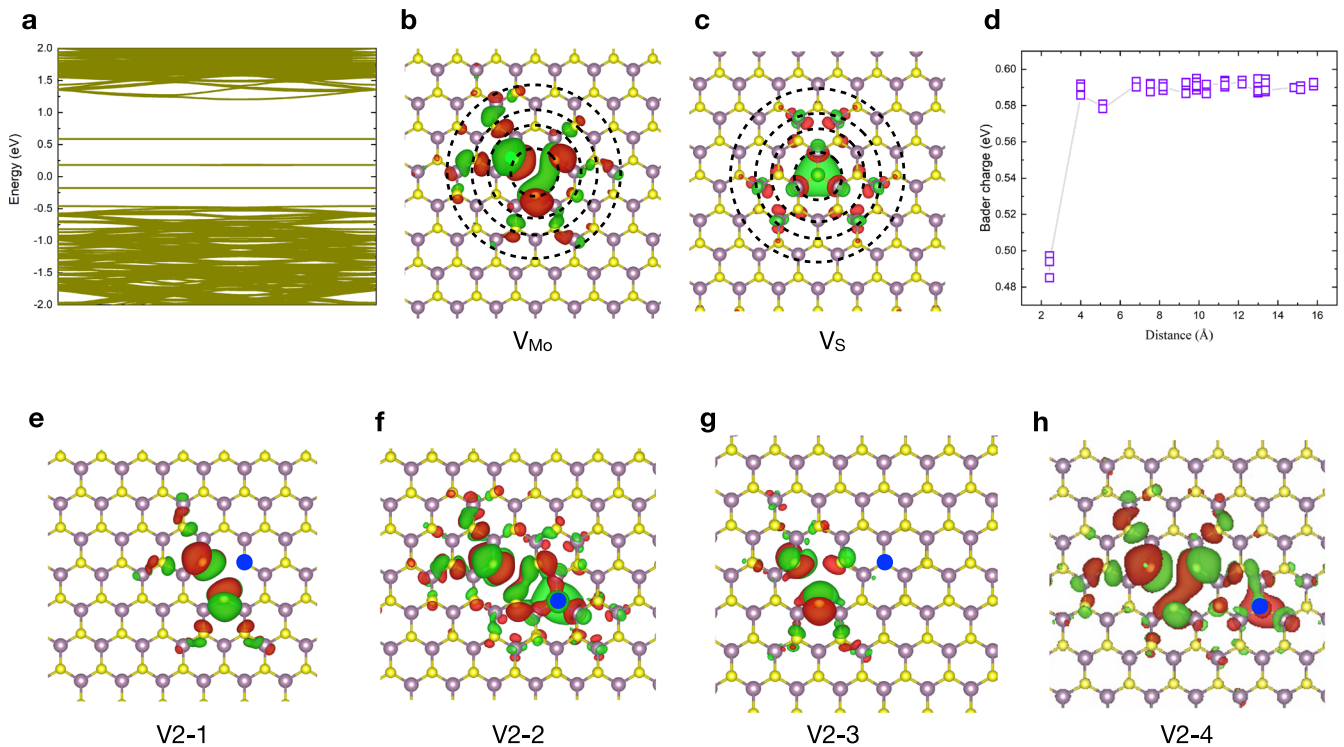 a
b
c
d
2.0
1.5
1.0
0.5
0.0
-0.5
-1.0
-1.5
-2.0
Energy (eV)
V_Mo
V_S
0.60
0.58
0.56
0.54
0.52
0.50
0.48
Bader charge (eV)
2 4 6 8 10 12 14 16
Distance (Å)
e
f
g
h
V2-1
V2-2
V2-3
V2-4